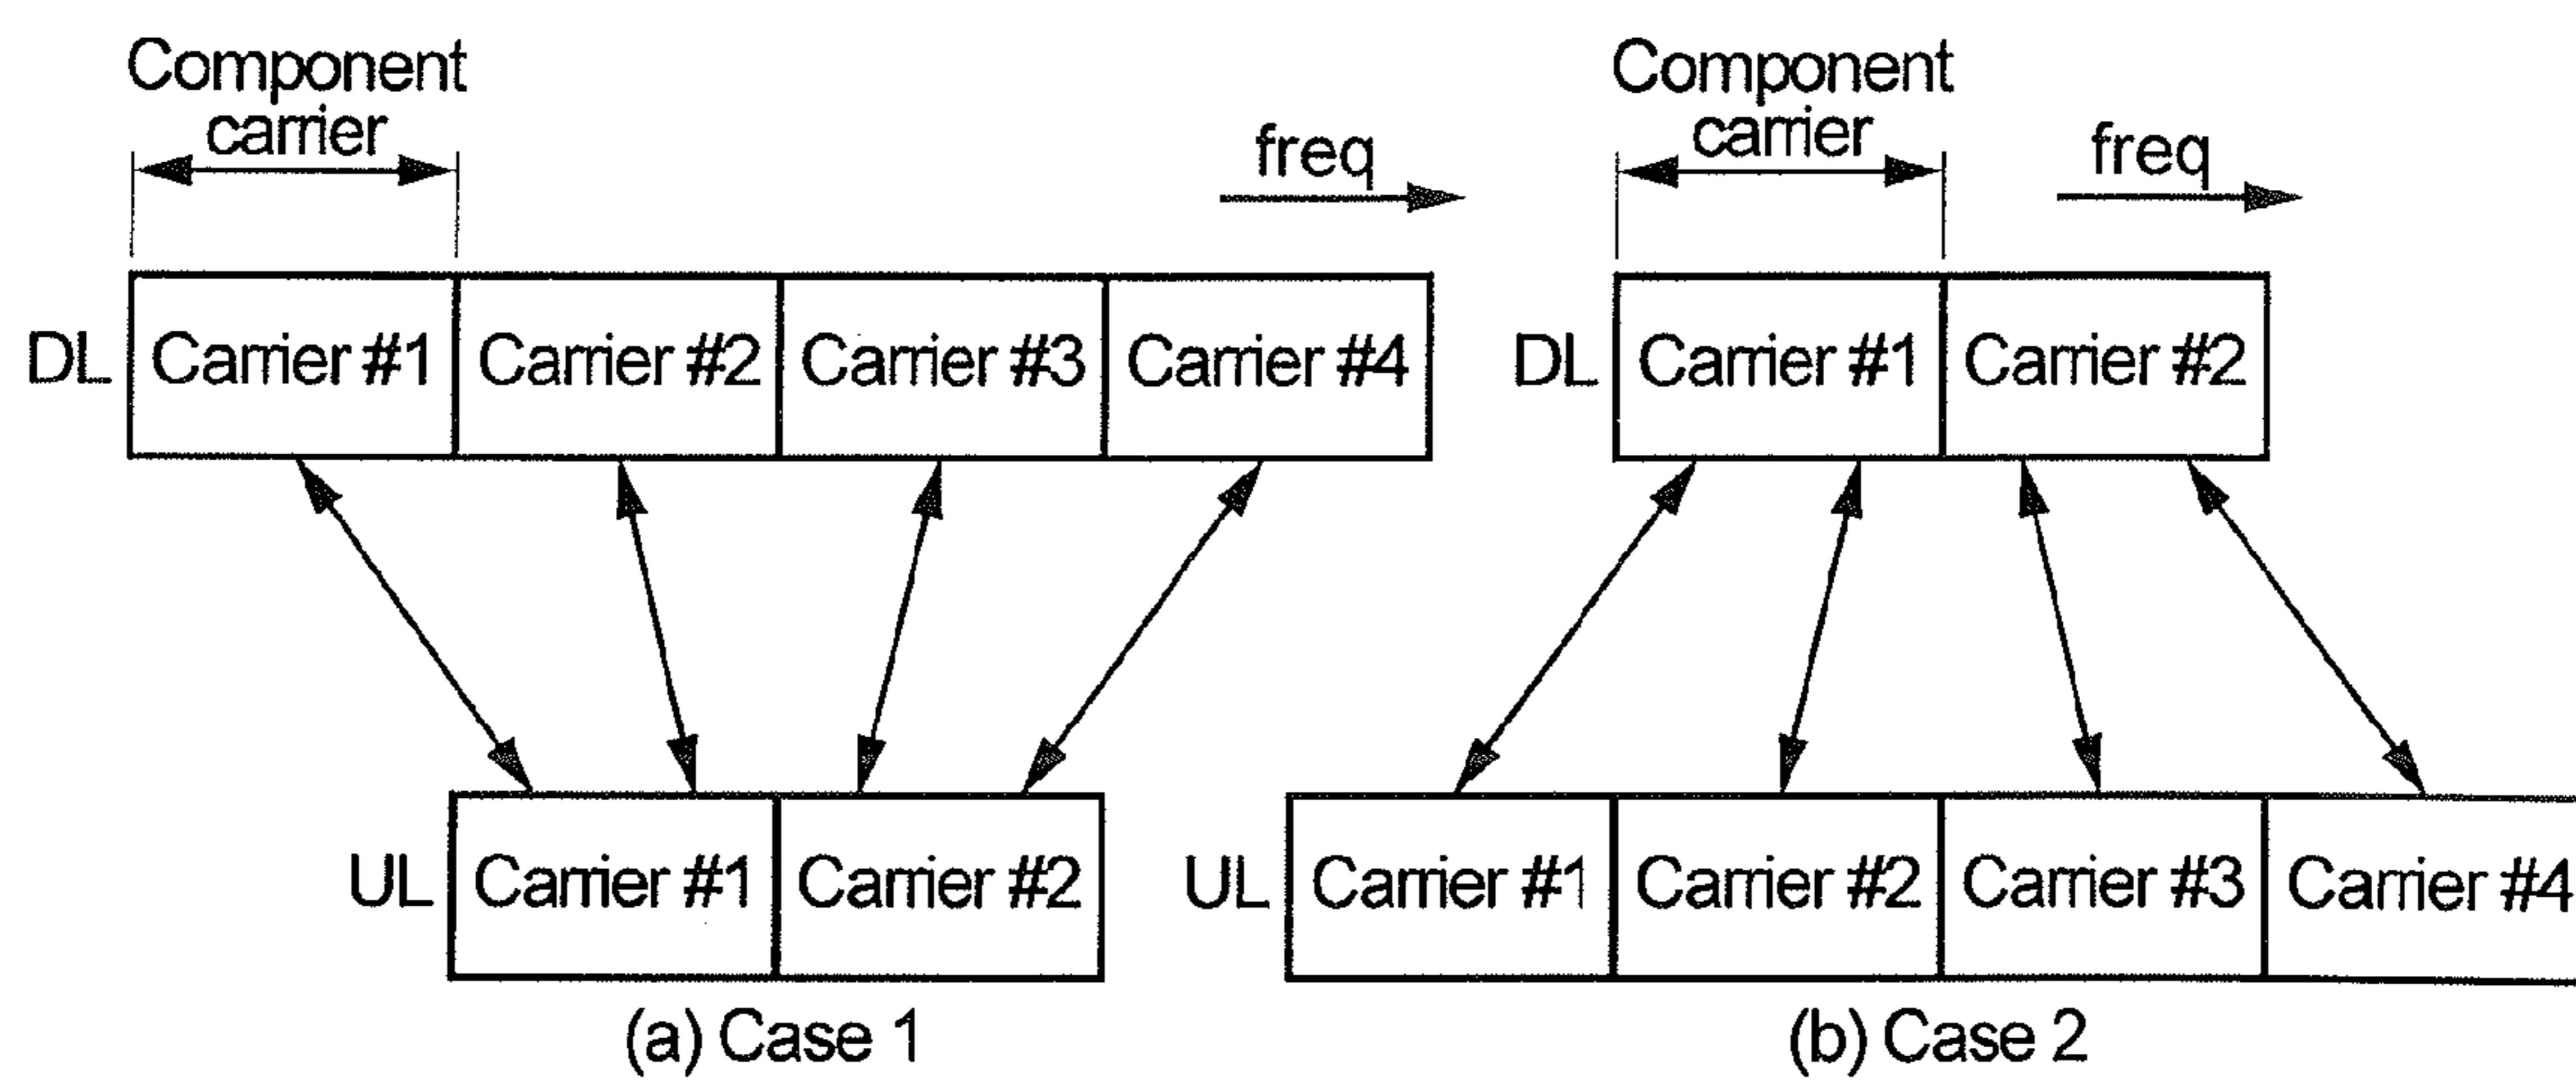 Component
carrier
freq
DL Carrier #1 Carrier #2 Carrier #3 Carrier #4
UL Carrier #1 Carrier #2
(a) Case 1
Component
carrier
freq
DL Carrier #1 Carrier #2
UL Carrier #1 Carrier #2 Carrier #3 Carrier #4
(b) Case 2